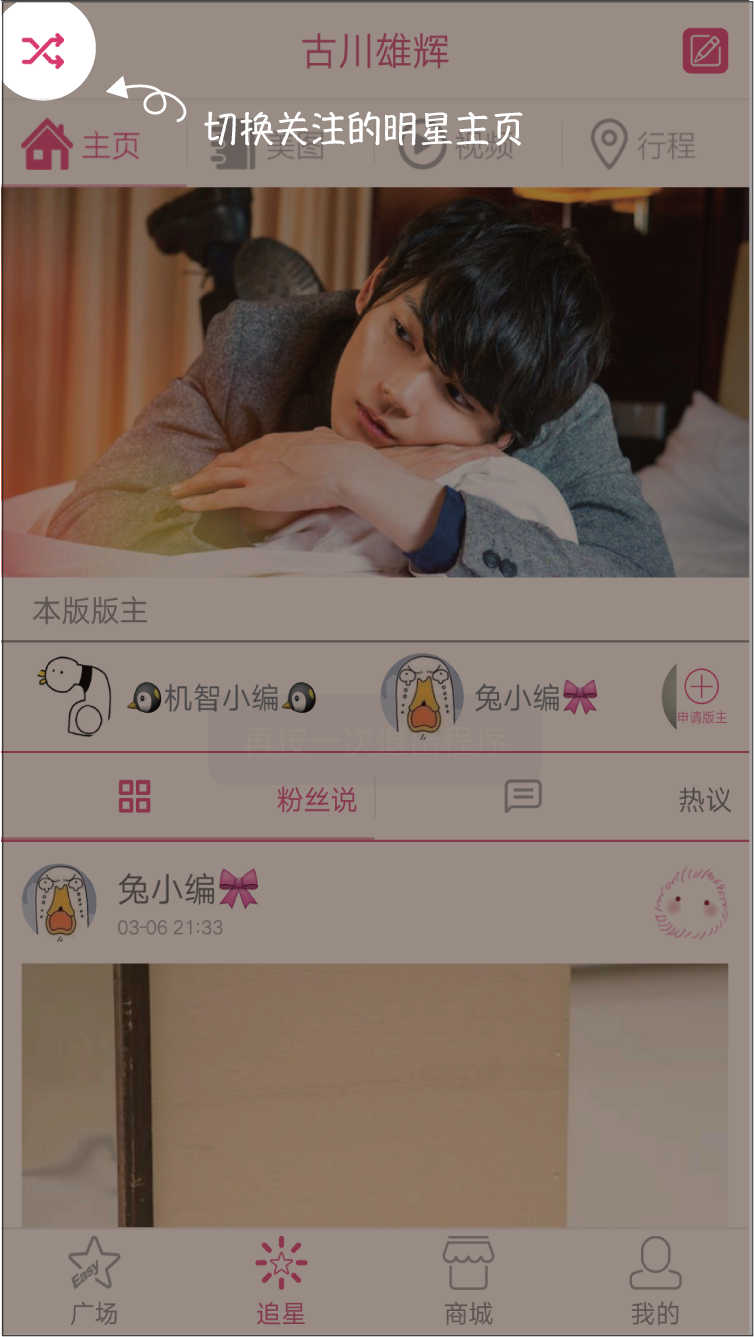 古川雄辉
切换关注的明星主页
主页 美图 视频 行程
本版版主
机智小编 兔小编 申请版主
再按一次退出程序
粉丝说 热议
兔小编
03-06 21:33
Easy
广场 追星 商城 我的